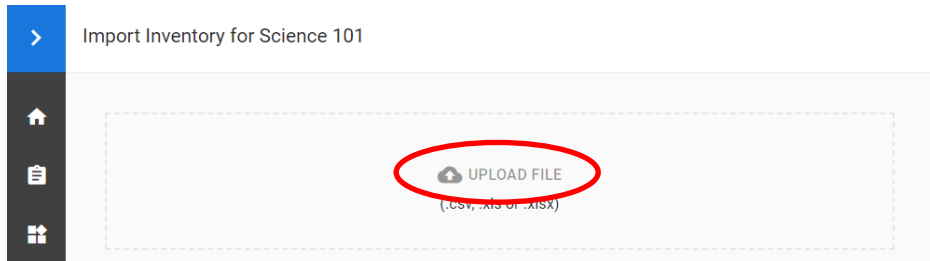 Import Inventory for Science 101
UPLOAD FILE
(.csv, .xls or .xlsx)